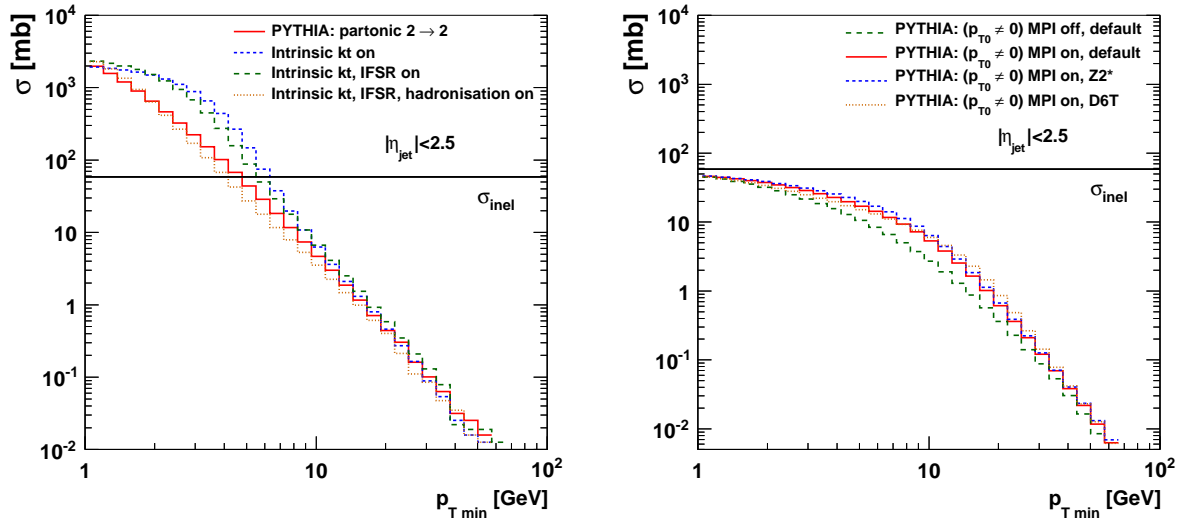 σ [mb]
10^4
10^3
10^2
10
1
10^-1
10^-2
PYTHIA: partonic 2 → 2
Intrinsic kt on
Intrinsic kt, IFSR on
Intrinsic kt, IFSR, hadronisation on
|η_jet|<2.5
σ_inel
1
10
10^2
p_T min [GeV]
σ [mb]
10^4
10^3
10^2
10
1
10^-1
10^-2
PYTHIA: (p_T0 ≠ 0) MPI off, default
PYTHIA: (p_T0 ≠ 0) MPI on, default
PYTHIA: (p_T0 ≠ 0) MPI on, Z2*
PYTHIA: (p_T0 ≠ 0) MPI on, D6T
|η_jet|<2.5
σ_inel
1
10
10^2
p_T min [GeV]